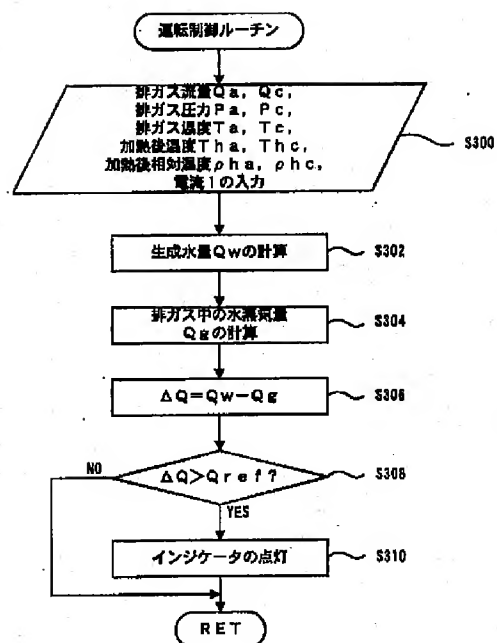 運転制御ルーチン
排ガス流量Qa,Qc,
排ガス圧力Pa,Pc,
排ガス温度Ta,Tc,
加熱後温度Tha,Thc,
加熱後相対湿度ρha,ρhc,
電流Iの入力
S300
生成水量Qwの計算
S302
排ガス中の水蒸気量
Qgの計算
S304
ΔQ=Qw−Qg
S306
NO
ΔQ>Qref?
S308
YES
インジケータの点灯
S310
RET